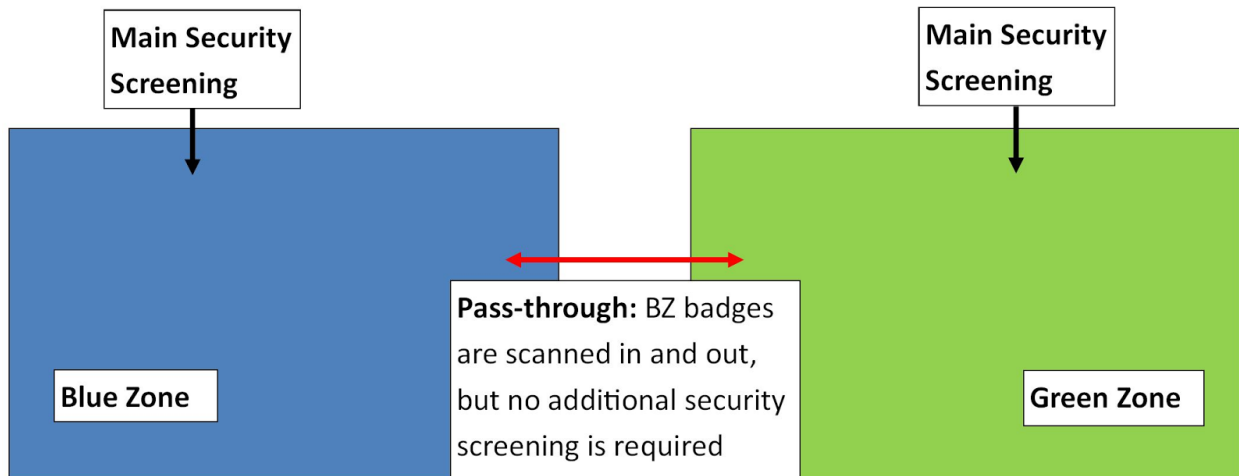 Main Security
Screening
Main Security
Screening
Pass-through: BZ badges
are scanned in and out,
but no additional security
screening is required
Blue Zone
Green Zone